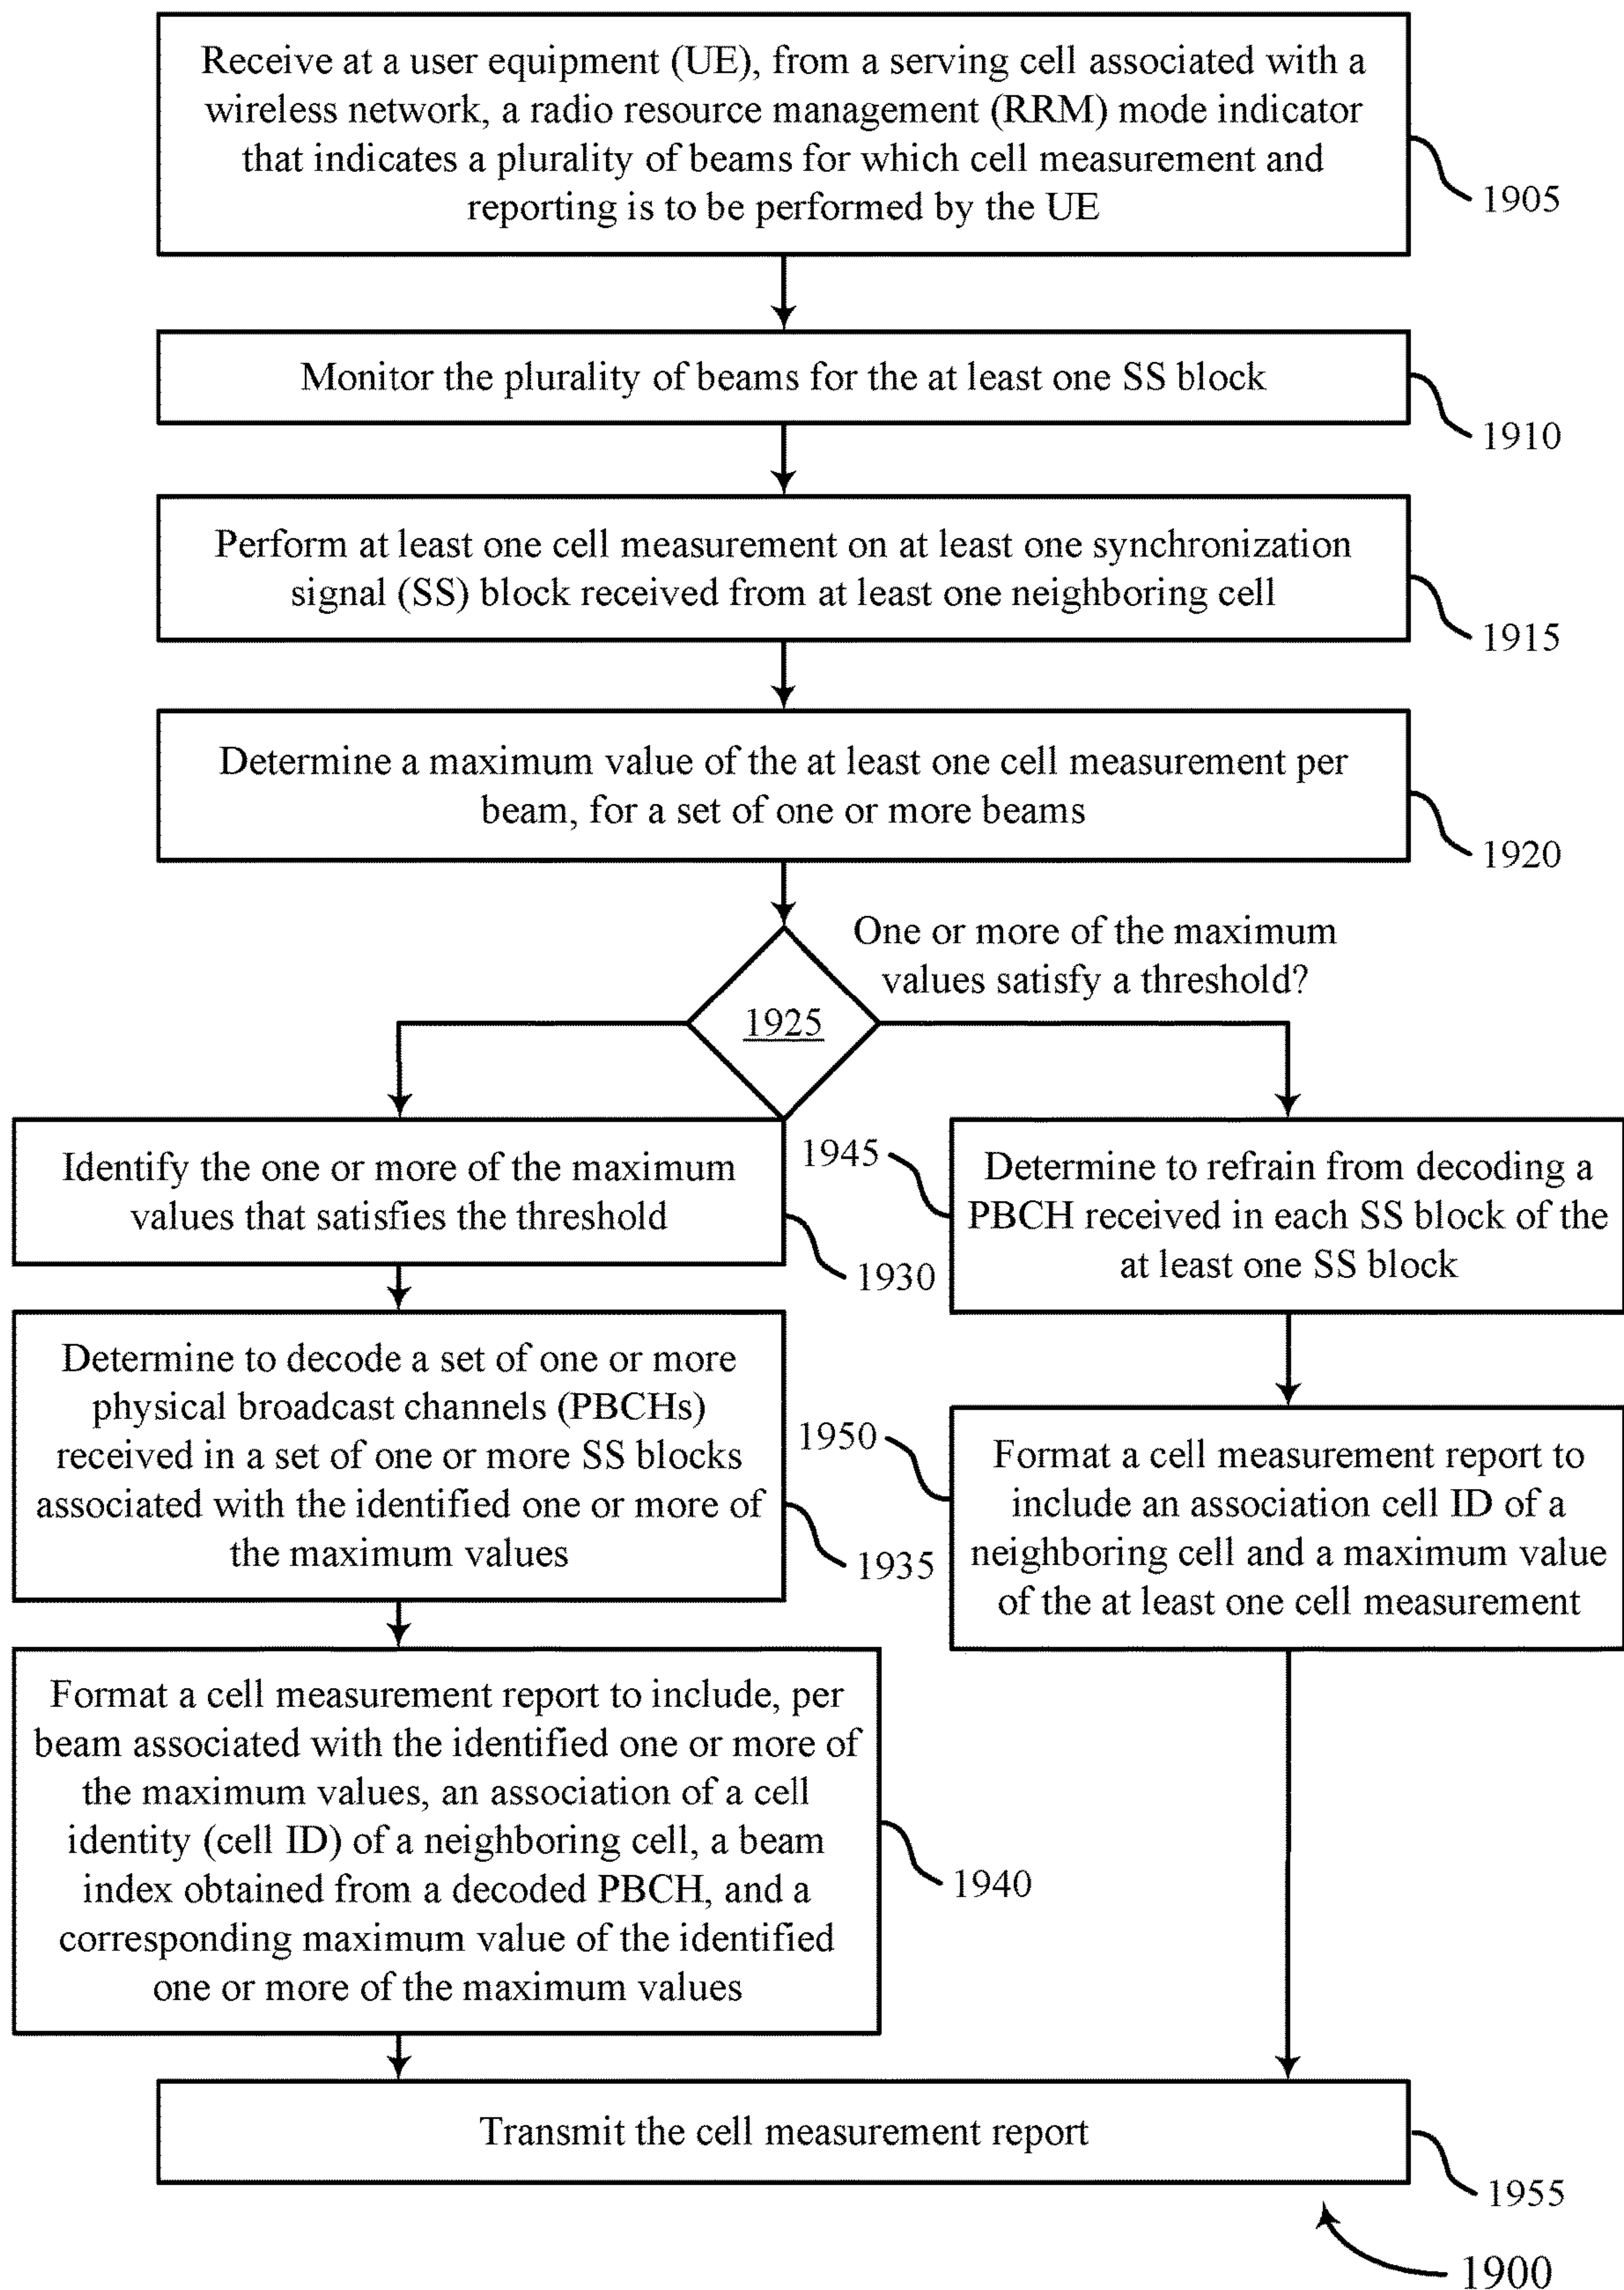 Receive at a user equipment (UE), from a serving cell associated with a
wireless network, a radio resource management (RRM) mode indicator
that indicates a plurality of beams for which cell measurement and
reporting is to be performed by the UE
1905
Monitor the plurality of beams for the at least one SS block
1910
Perform at least one cell measurement on at least one synchronization
signal (SS) block received from at least one neighboring cell
1915
Determine a maximum value of the at least one cell measurement per
beam, for a set of one or more beams
1920
One or more of the maximum
values satisfy a threshold?
1925
Identify the one or more of the maximum
values that satisfies the threshold
1930
Determine to decode a set of one or more
physical broadcast channels (PBCHs)
received in a set of one or more SS blocks
associated with the identified one or more of
the maximum values
1935
Format a cell measurement report to include, per
beam associated with the identified one or more of
the maximum values, an association of a cell
identity (cell ID) of a neighboring cell, a beam
index obtained from a decoded PBCH, and a
corresponding maximum value of the identified
one or more of the maximum values
1940
1945
Determine to refrain from decoding a
PBCH received in each SS block of the
at least one SS block
1950
Format a cell measurement report to
include an association cell ID of a
neighboring cell and a maximum value
of the at least one cell measurement
Transmit the cell measurement report
1955
1900